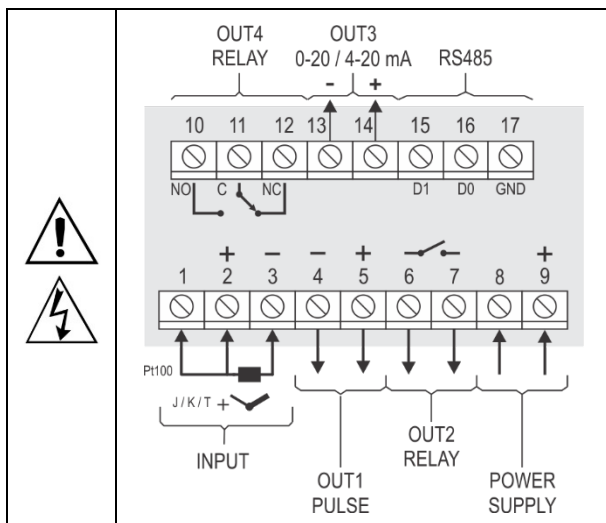 OUT4 OUT3
RELAY 0-20 / 4-20 mA RS485
- +
10 11 12 13 14 15 16 17
NO C NC D1 D0 GND
+ − − + +
1 2 3 4 5 6 7 8 9
Pt100
J / K / T +
INPUT
OUT2
RELAY
OUT1 POWER
PULSE SUPPLY